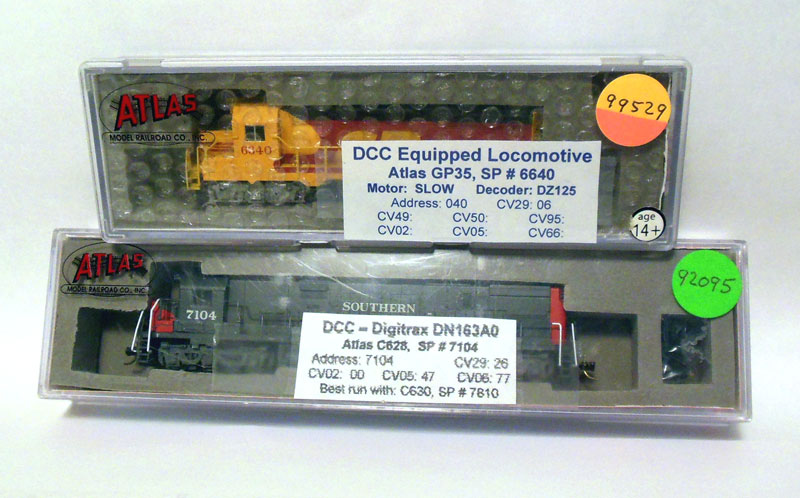 ATLAS
MODEL RAILROAD CO., INC.
99529
6340
DCC Equipped Locomotive
Atlas GP35, SP # 6640
Motor: SLOW Decoder: DZ125
Address: 040 CV29: 06
CV49: CV50: CV95:
CV02: CV05: CV66:
age
14+
ATLAS
MODEL RAILROAD CO., INC.
92095
7104
SOUTHERN
DCC = Digitrax DN163A0
Atlas C628, SP # 7104
Address: 7104 CV29: 26
CV02: 00 CV05: 47 CV06: 77
Best run with: C630, SP # 7810